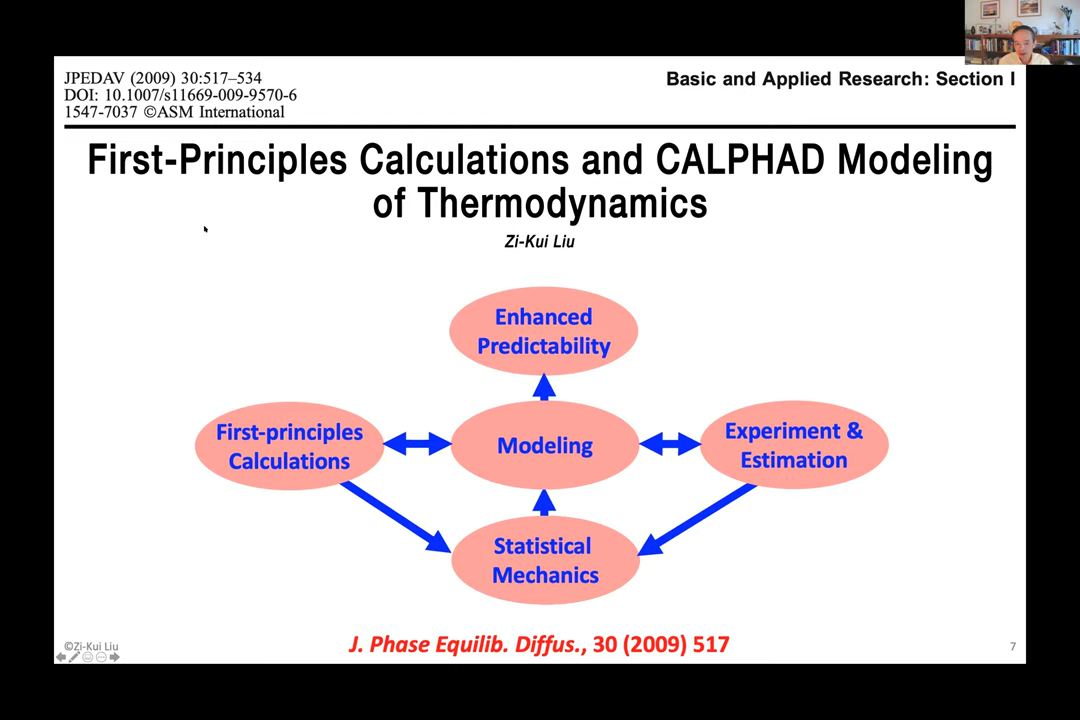 JPEDAV (2009) 30:517–534
DOI: 10.1007/s11669-009-9570-6
1547-7037 ©ASM International
Basic and Applied Research: Section I
First-Principles Calculations and CALPHAD Modeling
of Thermodynamics
Zi-Kui Liu
Enhanced
Predictability
First-principles
Calculations
Modeling
Experiment &
Estimation
Statistical
Mechanics
J. Phase Equilib. Diffus., 30 (2009) 517
©Zi-Kui Liu
7